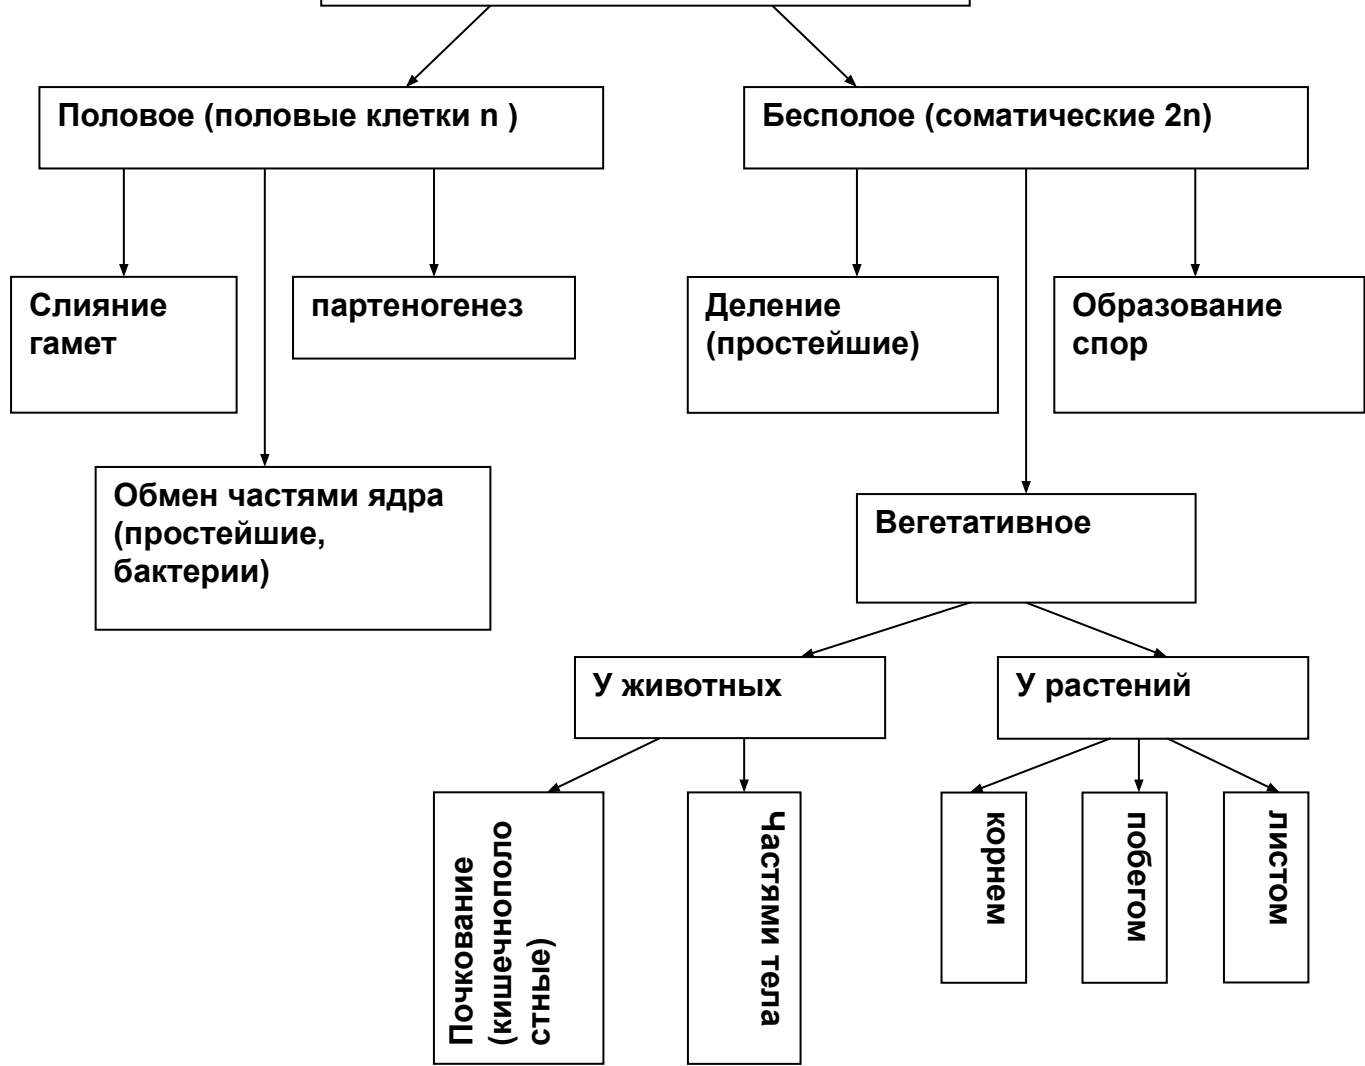 Половое (половые клетки n )
Бесполое (соматические 2n)
Слияние
гамет
партеногенез
Деление
(простейшие)
Образование
спор
Обмен частями ядра
(простейшие,
бактерии)
Вегетативное
У животных
У растений
Почкование
(кишечнополо
стные)
Частями тела
корнем
побегом
листом